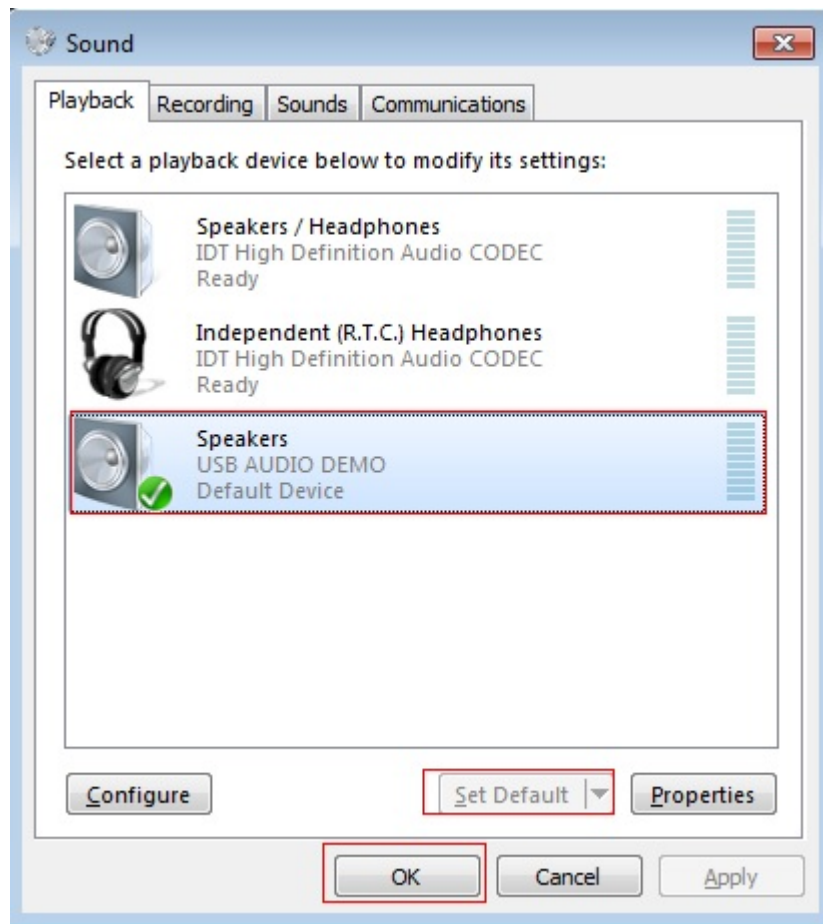 Sound
Playback Recording Sounds Communications
Select a playback device below to modify its settings:
Speakers / Headphones
IDT High Definition Audio CODEC
Ready
Independent (R.T.C.) Headphones
IDT High Definition Audio CODEC
Ready
Speakers
USB AUDIO DEMO
Default Device
Configure Set Default Properties
OK Cancel Apply